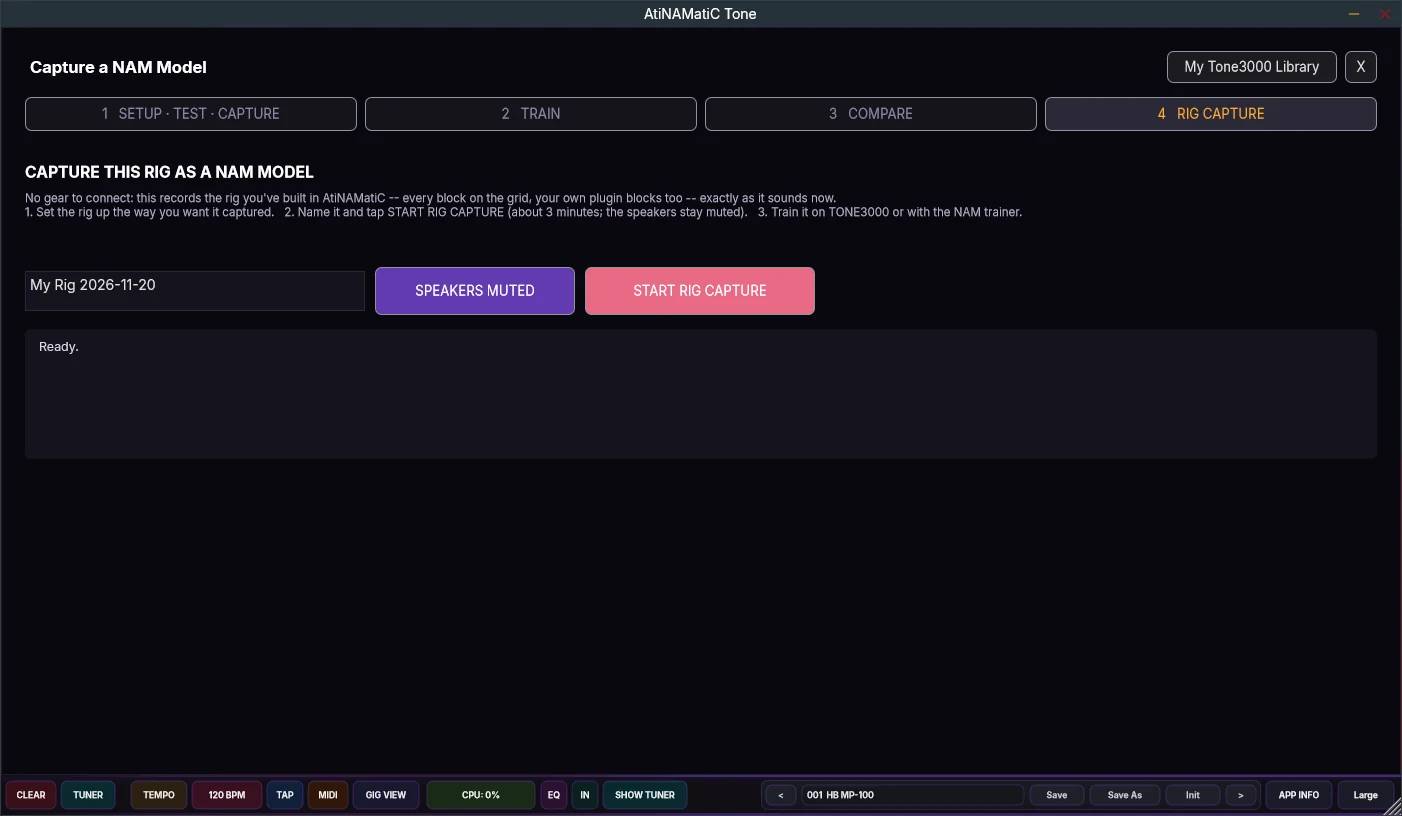 AtiNAMatiC Tone
Capture a NAM Model
My Tone3000 Library
X
1 SETUP · TEST · CAPTURE
2 TRAIN
3 COMPARE
4 RIG CAPTURE
CAPTURE THIS RIG AS A NAM MODEL
No gear to connect: this records the rig you've built in AtiNAMatiC -- every block on the grid, your own plugin blocks too -- exactly as it sounds now.
1. Set the rig up the way you want it captured. 2. Name it and tap START RIG CAPTURE (about 3 minutes; the speakers stay muted). 3. Train it on TONE3000 or with the NAM trainer.
My Rig 2026-11-20
SPEAKERS MUTED
START RIG CAPTURE
Ready.
CLEAR
TUNER
TEMPO
120 BPM
TAP
MIDI
GIG VIEW
CPU: 0%
EQ
IN
SHOW TUNER
<
001 HB MP-100
Save
Save As
Init
>
APP INFO
Large